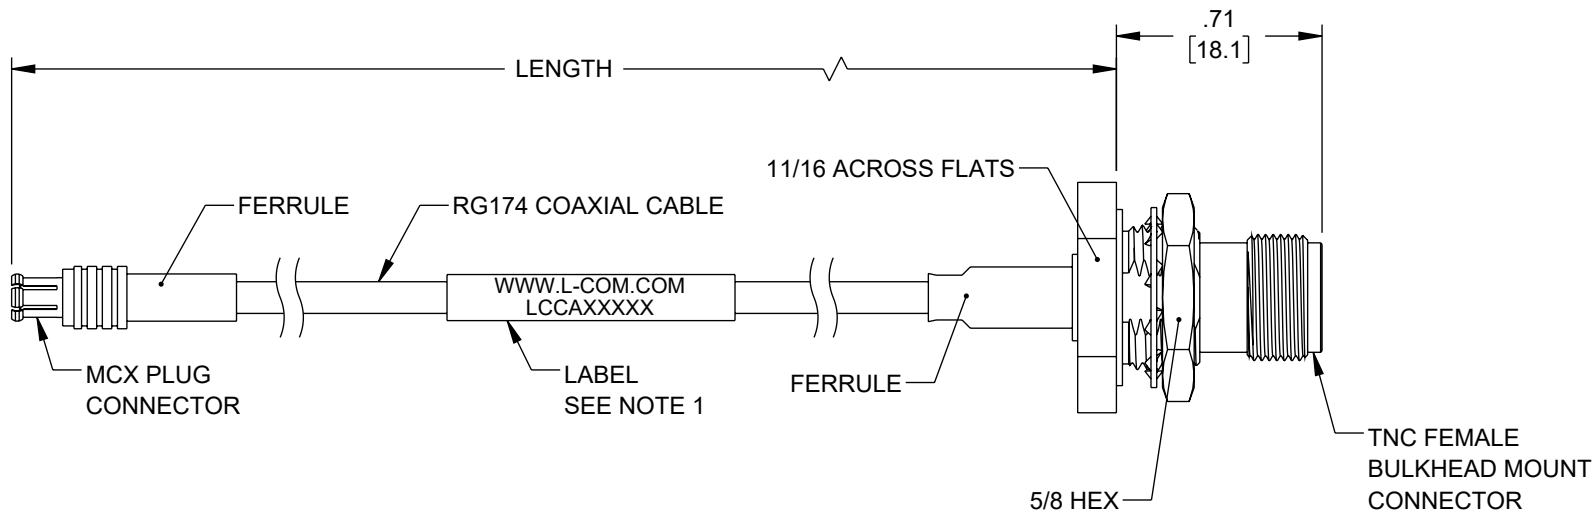 .71
[18.1]
LENGTH
11/16 ACROSS FLATS
FERRULE
RG174 COAXIAL CABLE
WWW.L-COM.COM
LCCAXXXXX
MCX PLUG
CONNECTOR
LABEL
SEE NOTE 1
FERRULE
TNC FEMALE
BULKHEAD MOUNT
CONNECTOR
5/8 HEX